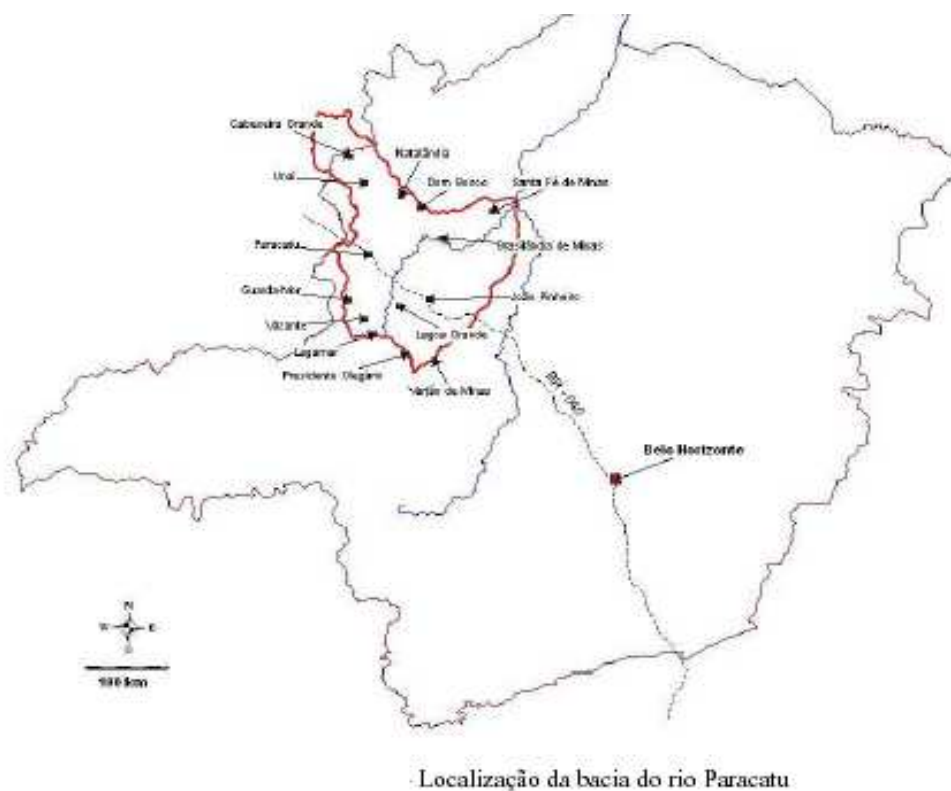 Cabeceira Grande
Natalândia
Unaí
Dom Bosco
Santa Fé de Minas
Paracatu
Brasilândia de Minas
Guarda-Mor
João Pinheiro
Vazante
Lagoa Grande
Lagamar
Presidente Olegário
Varjão de Minas
BR - 040
Belo Horizonte
N
W
E
S
100 km
Localização da bacia do rio Paracatu